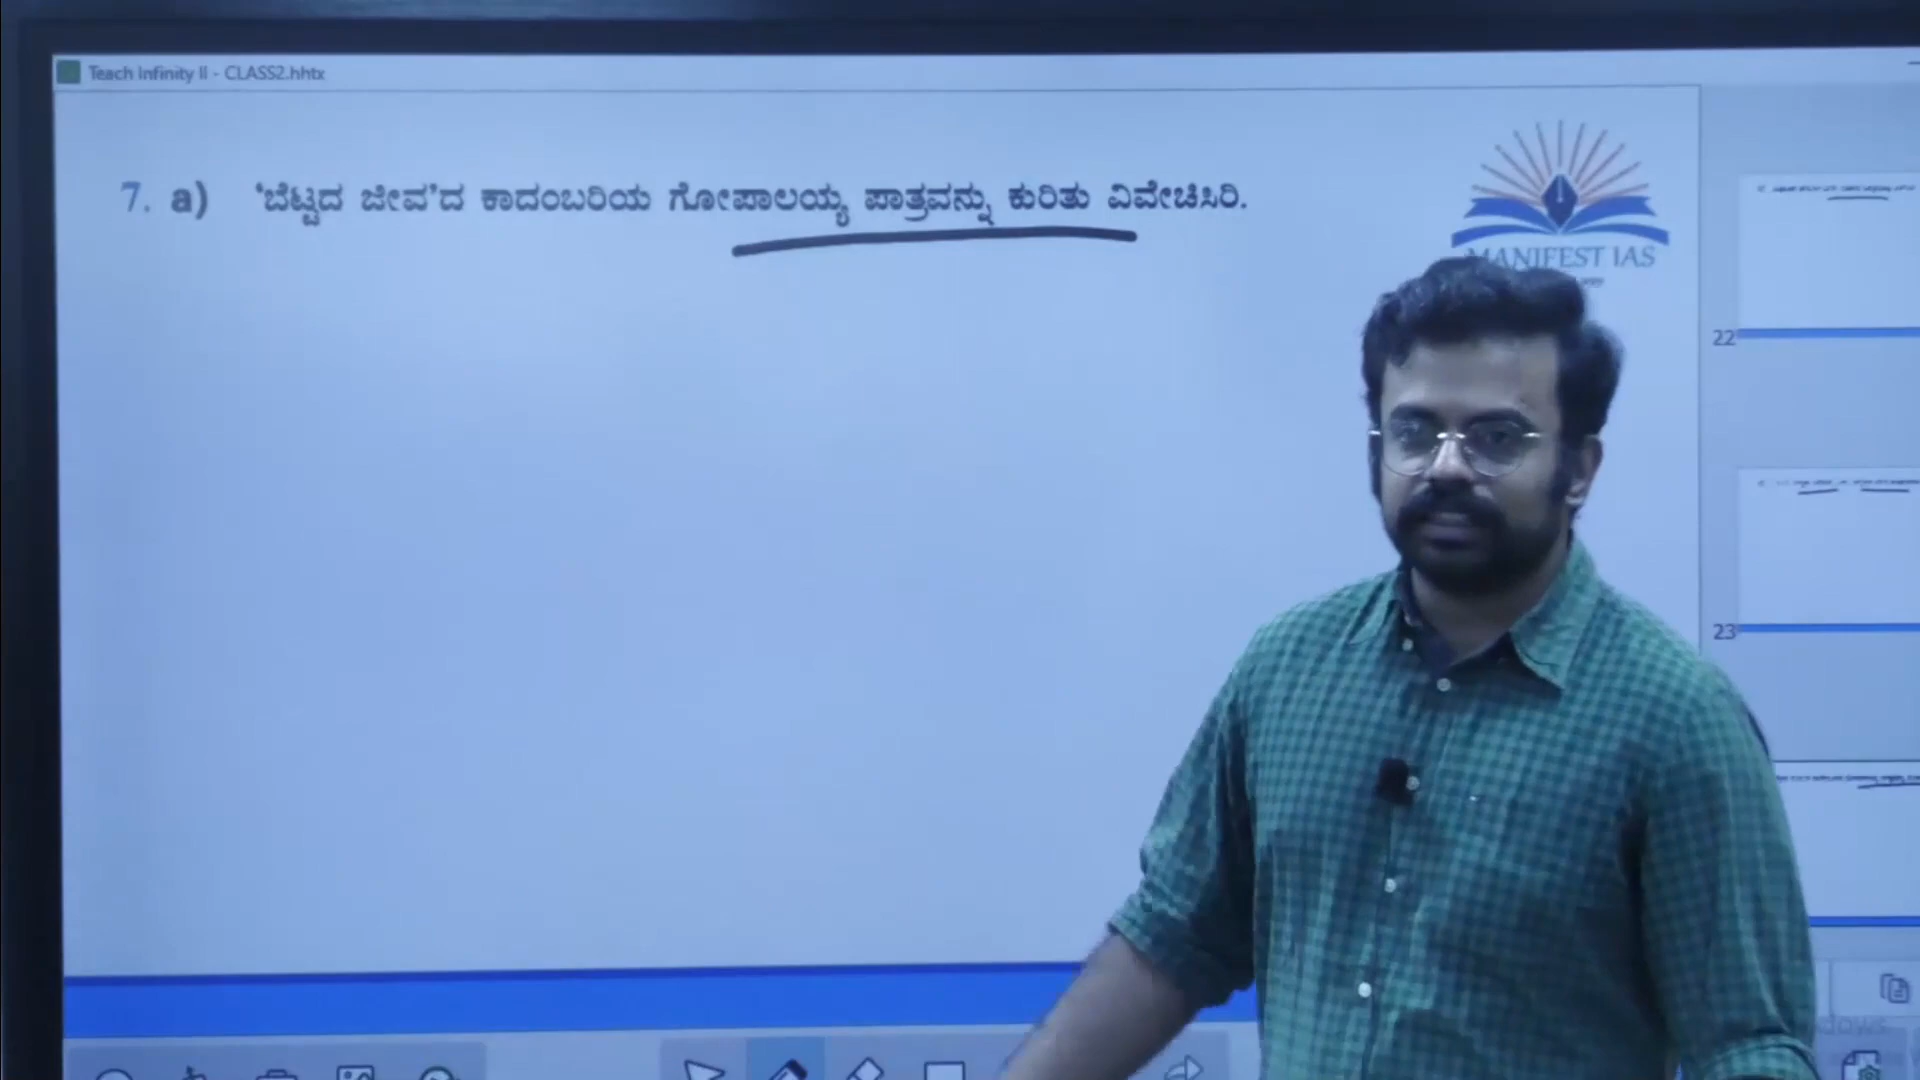 Teach Infinity II - CLASS2.hhtx
7. a) 'ಬೆಟ್ಟದ ಜೀವ'ದ ಕಾದಂಬರಿಯ ಗೋಪಾಲಯ್ಯ ಪಾತ್ರವನ್ನು ಕುರಿತು ವಿವೇಚಿಸಿರಿ.
MANIFEST IAS
22
23